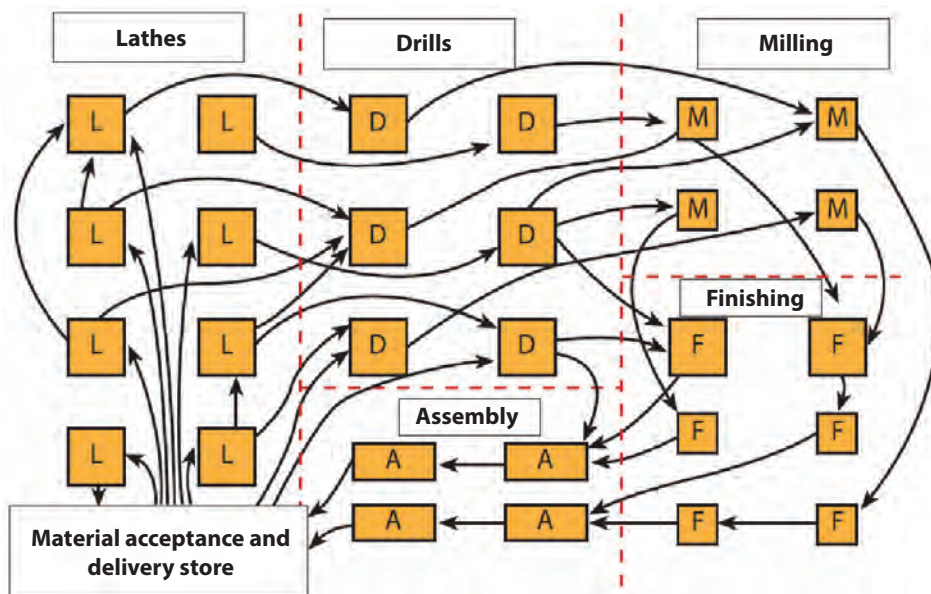 Lathes
Drills
Milling
L L D D M M
L L D D M M
Finishing
L L D D F F
Assembly
L L A A F F
A A F F
Material acceptance and
delivery store